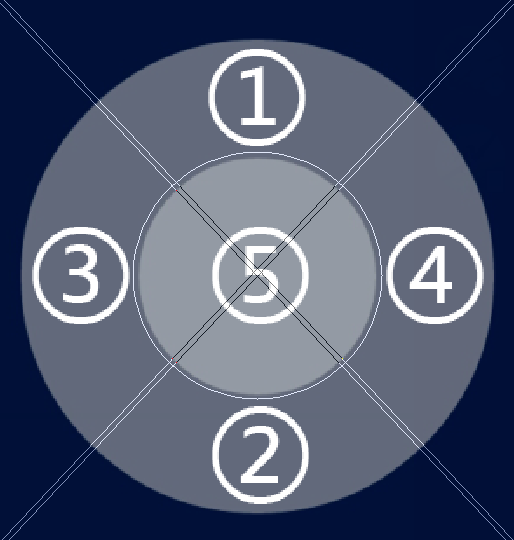 ①
③ ⑤ ④
②